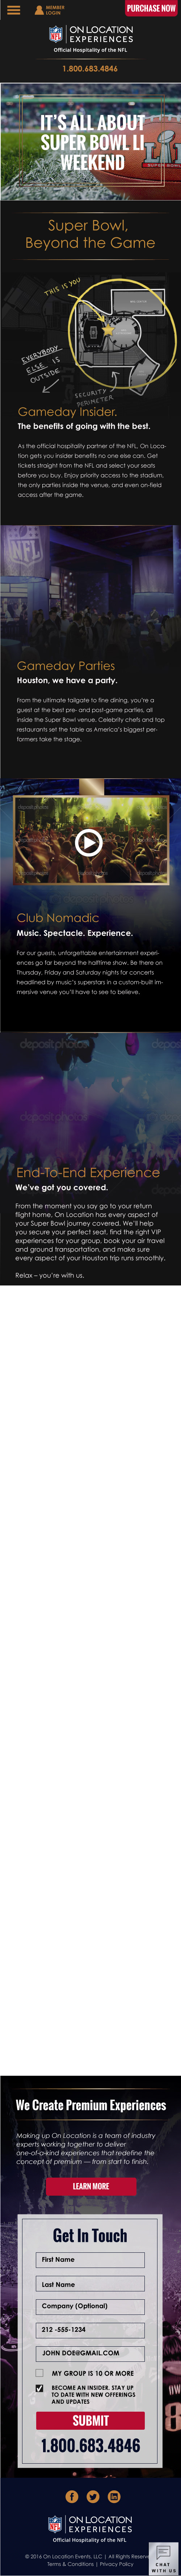 MEMBER
LOGIN
PURCHASE NOW
NFL
ON LOCATION
EXPERIENCES
Official Hospitality of the NFL
1.800.683.4846
IT'S ALL ABOUT
SUPER BOWL LI
WEEKEND
Super Bowl,
Beyond the Game
THIS IS YOU
EVERYBODY
ELSE IS
OUTSIDE
SECURITY
PERIMETER
Gameday Insider.
The benefits of going with the best.
As the official hospitality partner of the NFL, On Loca-
tion gets you insider benefits no one else can. Get
tickets straight from the NFL and select your seats
before you buy. Enjoy priority access to the stadium,
the only parties inside the venue, and even on-field
access after the game.
NFL
Gameday Parties
Houston, we have a party.
From the ultimate tailgate to fine dining, you're a
guest at the best pre- and post-game parties, all
inside the Super Bowl venue. Celebrity chefs and top
restaurants set the table as America's biggest per-
formers take the stage.
Club Nomadic
Music. Spectacle. Experience.
For our guests, unforgettable entertainment experi-
ences go far beyond the halftime show. Be there on
Thursday, Friday and Saturday nights for concerts
headlined by music's superstars in a custom-built im-
mersive venue you'll have to see to believe.
depositphotos
End-To-End Experience
We've got you covered.
From the moment you say go to your return
flight home, On Location has every aspect of
your Super Bowl journey covered. We'll help
you secure your perfect seat, find the right VIP
experiences for your group, book your air travel
and ground transportation, and make sure
every aspect of your Houston trip runs smoothly.
Relax – you're with us.
We Create Premium Experiences
Making up On Location is a team of industry
experts working together to deliver
one-of-a-kind experiences that redefine the
concept of premium — from start to finish.
LEARN MORE
Get In Touch
First Name
Last Name
Company (Optional)
212 -555-1234
JOHN DOE@GMAIL.COM
MY GROUP IS 10 OR MORE
BECOME AN INSIDER. STAY UP
TO DATE WITH NEW OFFERINGS
AND UPDATES
SUBMIT
1.800.683.4846
NFL
ON LOCATION
EXPERIENCES
Official Hospitality of the NFL
© 2016 On Location Events, LLC | All Rights Reserve
Terms & Conditions | Privacy Policy
CHAT
WITH US